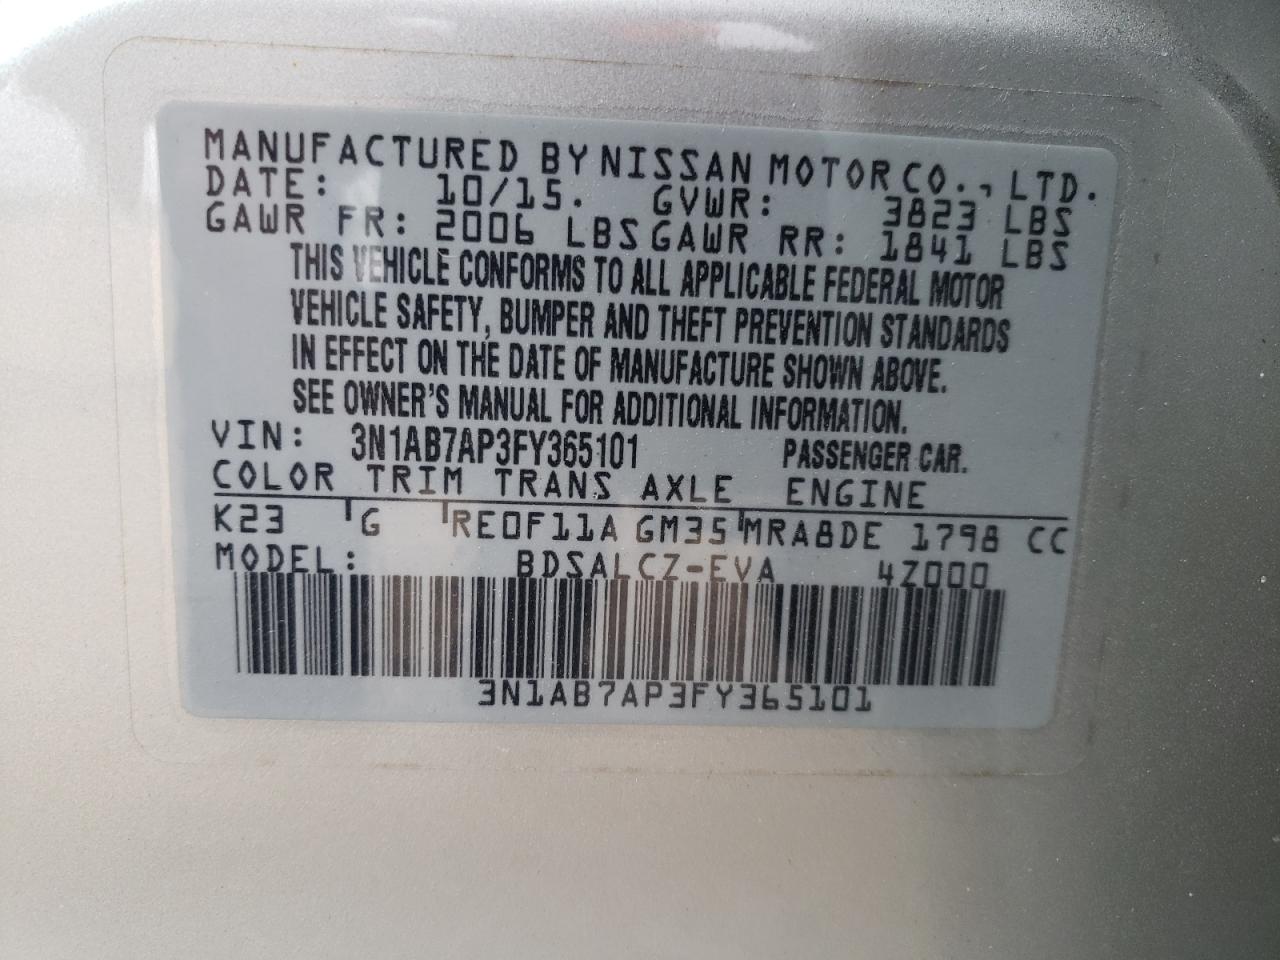 MANUFACTURED BY NISSAN MOTOR CO., LTD.
DATE: 10/15. GVWR: 3823 LBS
GAWR FR: 2006 LBS GAWR RR: 1841 LBS
THIS VEHICLE CONFORMS TO ALL APPLICABLE FEDERAL MOTOR
VEHICLE SAFETY, BUMPER AND THEFT PREVENTION STANDARDS
IN EFFECT ON THE DATE OF MANUFACTURE SHOWN ABOVE.
SEE OWNER'S MANUAL FOR ADDITIONAL INFORMATION.
VIN: 3N1AB7AP3FY365101 PASSENGER CAR.
COLOR TRIM TRANS AXLE ENGINE
K23 G RE0F11A GM35 MRA8DE 1798 CC
MODEL: BDSALCZ-EVA 4Z000
3N1AB7AP3FY365101